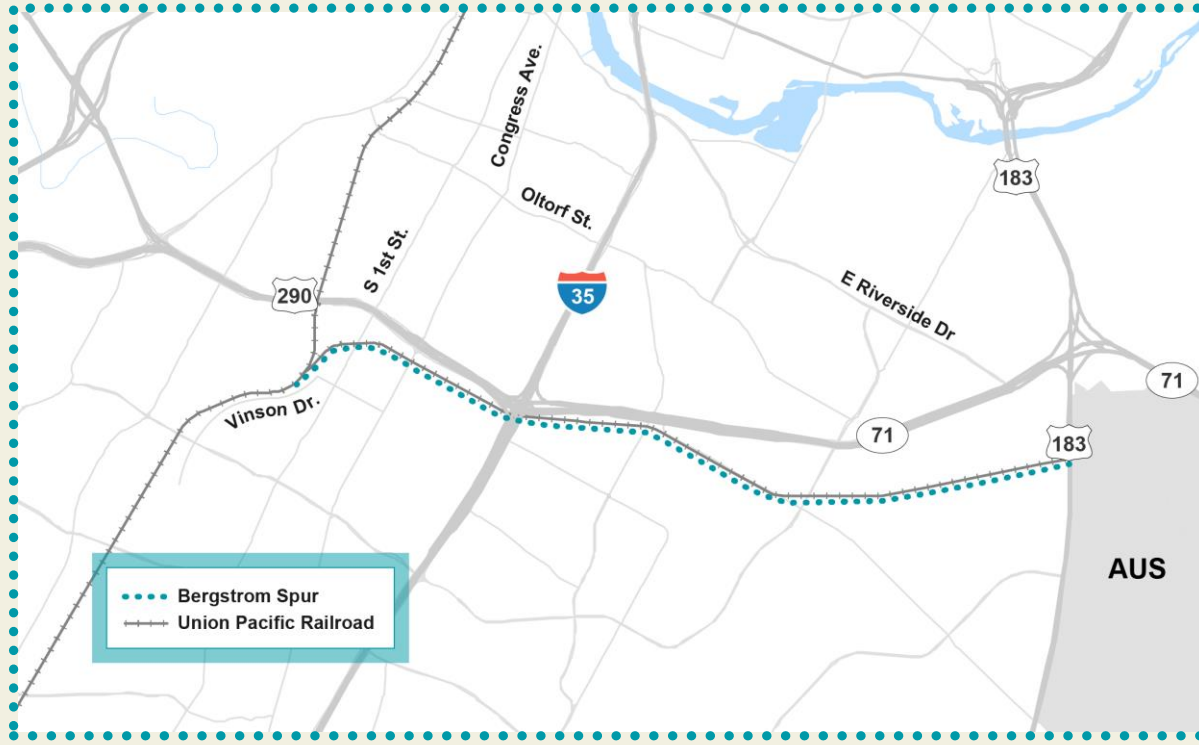 Congress Ave.
183
Oltorf St.
S 1st St.
290
35
E Riverside Dr
71
Vinson Dr.
71
183
AUS
Bergstrom Spur
Union Pacific Railroad